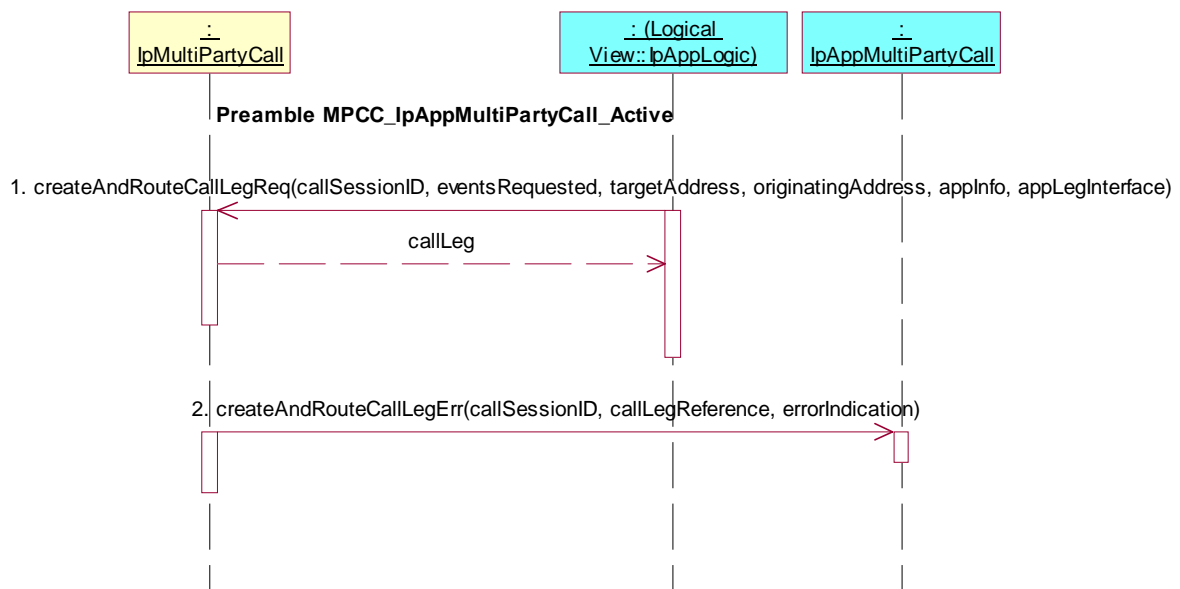 :
IpMultiPartyCall
: (Logical
View::IpAppLogic)
:
IpAppMultiPartyCall
Preamble MPCC_IpAppMultiPartyCall_Active
1. createAndRouteCallLegReq(callSessionID, eventsRequested, targetAddress, originatingAddress, appInfo, appLegInterface)
callLeg
2. createAndRouteCallLegErr(callSessionID, callLegReference, errorIndication)